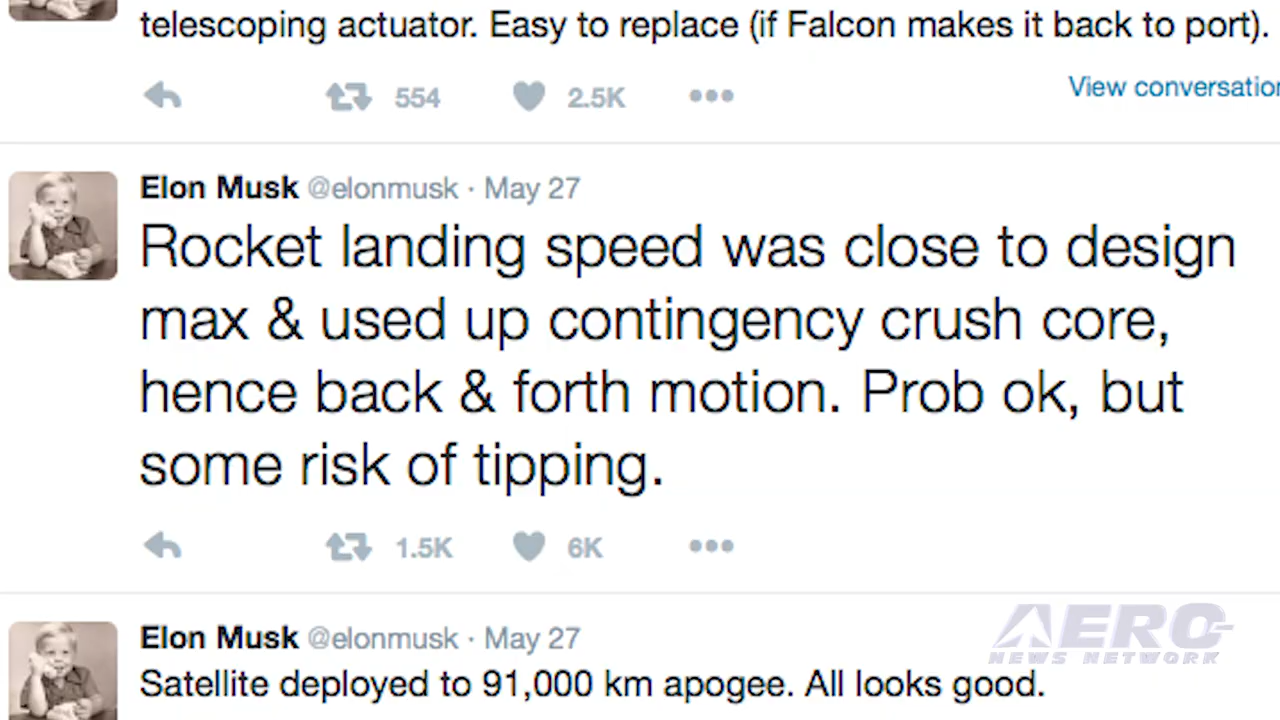 telescoping actuator. Easy to replace (if Falcon makes it back to port).
554 2.5K
View conversation
Elon Musk @elonmusk · May 27
Rocket landing speed was close to design
max & used up contingency crush core,
hence back & forth motion. Prob ok, but
some risk of tipping.
1.5K 6K
Elon Musk @elonmusk · May 27
Satellite deployed to 91,000 km apogee. All looks good.
AERO
NEWS NETWORK